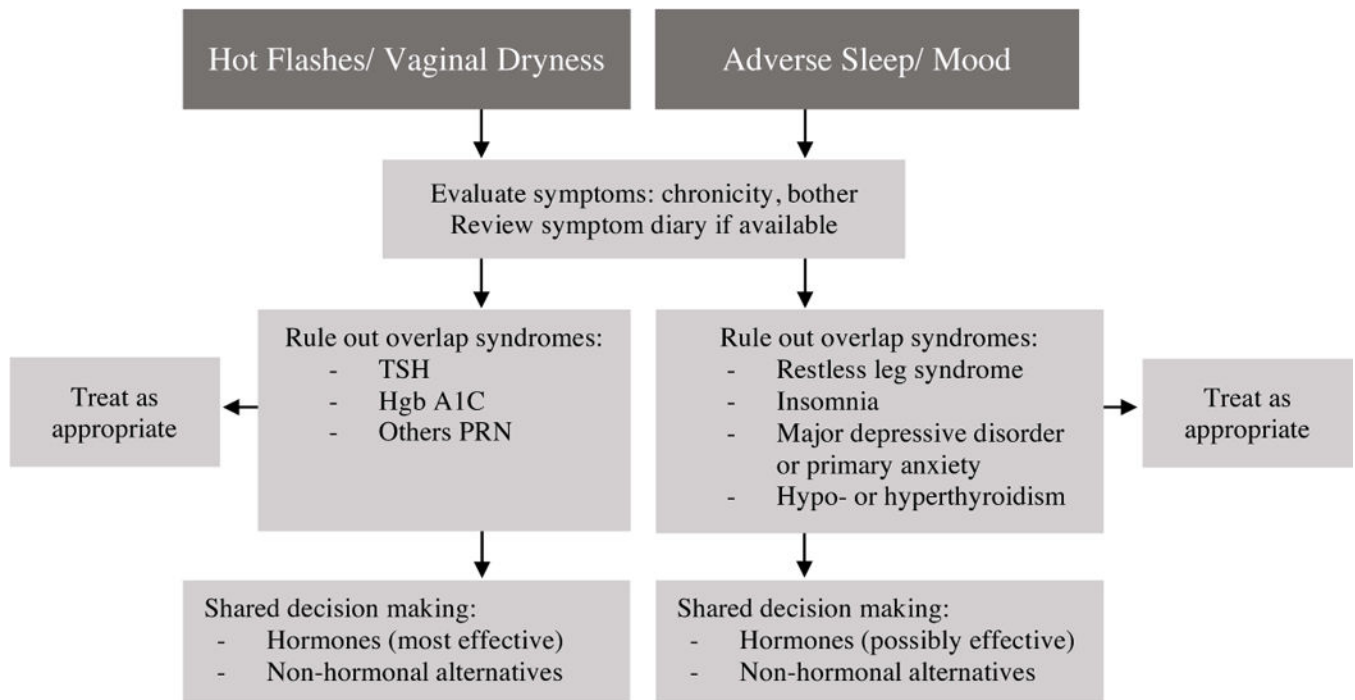 Hot Flashes/ Vaginal Dryness
Adverse Sleep/ Mood
Evaluate symptoms: chronicity, bother
Review symptom diary if available
Rule out overlap syndromes:
- TSH
- Hgb A1C
- Others PRN
Treat as
appropriate
Rule out overlap syndromes:
- Restless leg syndrome
- Insomnia
- Major depressive disorder
or primary anxiety
- Hypo- or hyperthyroidism
Treat as
appropriate
Shared decision making:
- Hormones (most effective)
- Non-hormonal alternatives
Shared decision making:
- Hormones (possibly effective)
- Non-hormonal alternatives